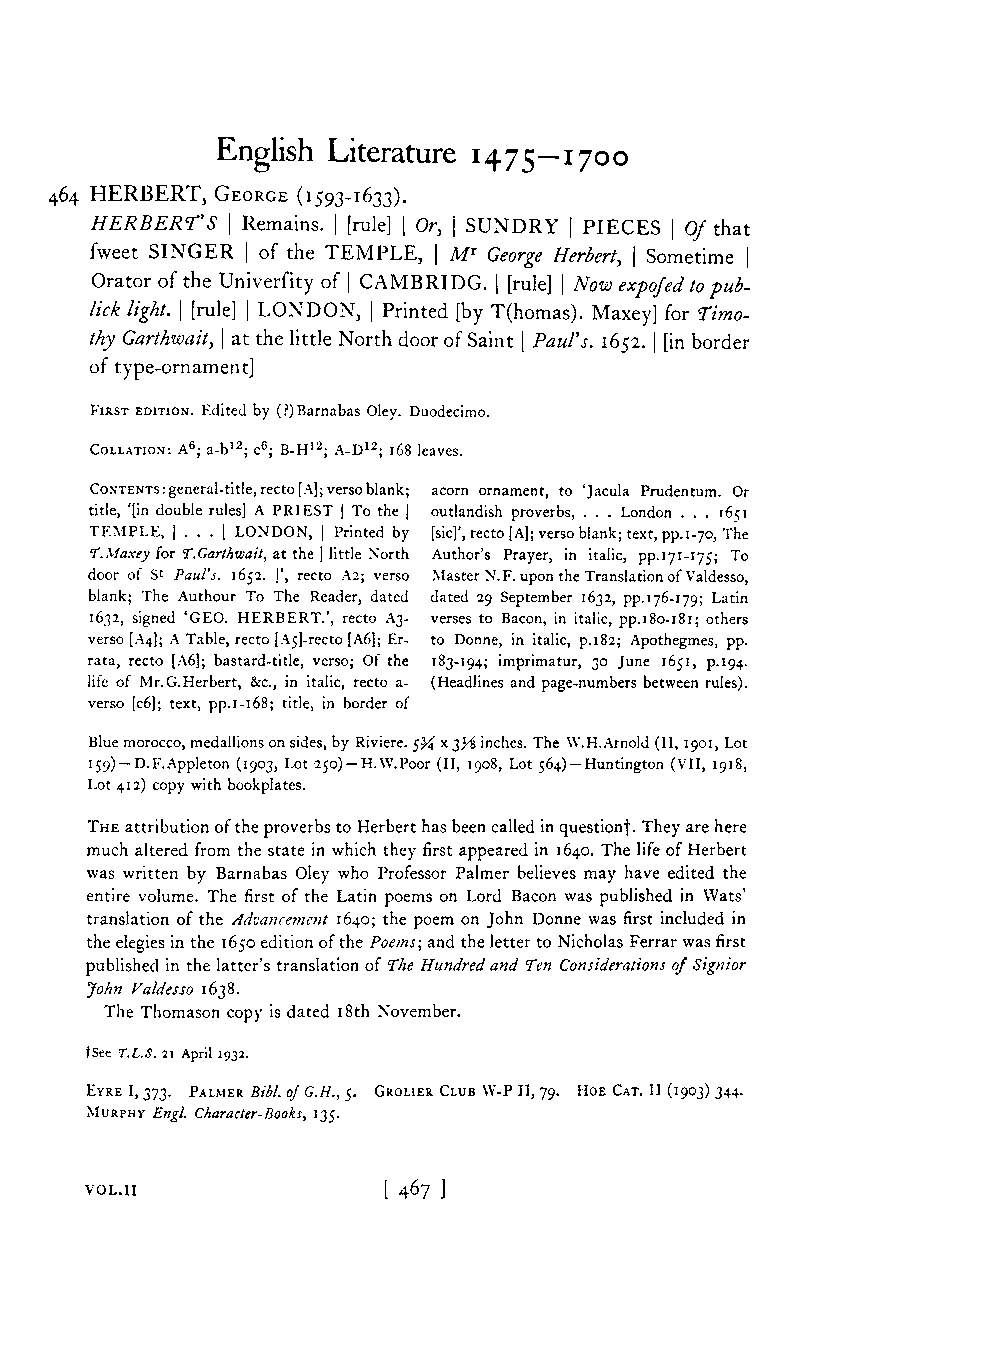 English Literature 1475–1700
464 HERBERT, GEORGE (1593-1633).
HERBERT'S | Remains. | [rule] | Or, | SUNDRY | PIECES | Of that
ſweet SINGER | of the TEMPLE, | Mr George Herbert, | Sometime |
Orator of the Univerſity of | CAMBRIDG. | [rule] | Now expoſed to pub-
lick light. | [rule] | LONDON, | Printed [by T(homas). Maxey] for Timo-
thy Garthwait, | at the little North door of Saint | Paul's. 1652. | [in border
of type-ornament]
FIRST EDITION. Edited by (?)Barnabas Oley. Duodecimo.
COLLATION: A⁶; a-b¹²; c⁶; B-H¹²; A-D¹²; 168 leaves.
CONTENTS: general-title, recto [A]; verso blank;
title, '[in double rules] A PRIEST | To the |
TEMPLE, | . . . | LONDON, | Printed by
T.Maxey for T.Garthwait, at the | little North
door of St Paul's. 1652. |', recto A2; verso
blank; The Authour To The Reader, dated
1632, signed 'GEO. HERBERT.', recto A3-
verso [A4]; A Table, recto [A5]-recto [A6]; Er-
rata, recto [A6]; bastard-title, verso; Of the
life of Mr.G.Herbert, &c., in italic, recto a-
verso [c6]; text, pp.1-168; title, in border of
acorn ornament, to 'Jacula Prudentum. Or
outlandish proverbs, . . . London . . . 1651
[sic]', recto [A]; verso blank; text, pp.1-70, The
Author's Prayer, in italic, pp.171-175; To
Master N.F. upon the Translation of Valdesso,
dated 29 September 1632, pp.176-179; Latin
verses to Bacon, in italic, pp.180-181; others
to Donne, in italic, p.182; Apothegmes, pp.
183-194; imprimatur, 30 June 1651, p.194.
(Headlines and page-numbers between rules).
Blue morocco, medallions on sides, by Riviere. 5¾ x 3⅛ inches. The W.H.Arnold (II, 1901, Lot
159)—D.F.Appleton (1903, Lot 250)—H.W.Poor (II, 1908, Lot 564)—Huntington (VII, 1918,
Lot 412) copy with bookplates.
THE attribution of the proverbs to Herbert has been called in question†. They are here
much altered from the state in which they first appeared in 1640. The life of Herbert
was written by Barnabas Oley who Professor Palmer believes may have edited the
entire volume. The first of the Latin poems on Lord Bacon was published in Wats'
translation of the Advancement 1640; the poem on John Donne was first included in
the elegies in the 1650 edition of the Poems; and the letter to Nicholas Ferrar was first
published in the latter's translation of The Hundred and Ten Considerations of Signior
John Valdesso 1638.
The Thomason copy is dated 18th November.
†See T.L.S. 21 April 1932.
EYRE I, 373. PALMER Bibl. of G.H., 5. GROLIER CLUB W-P II, 79. HOE CAT. II (1903) 344.
MURPHY Engl. Character-Books, 135.
VOL.II [ 467 ]